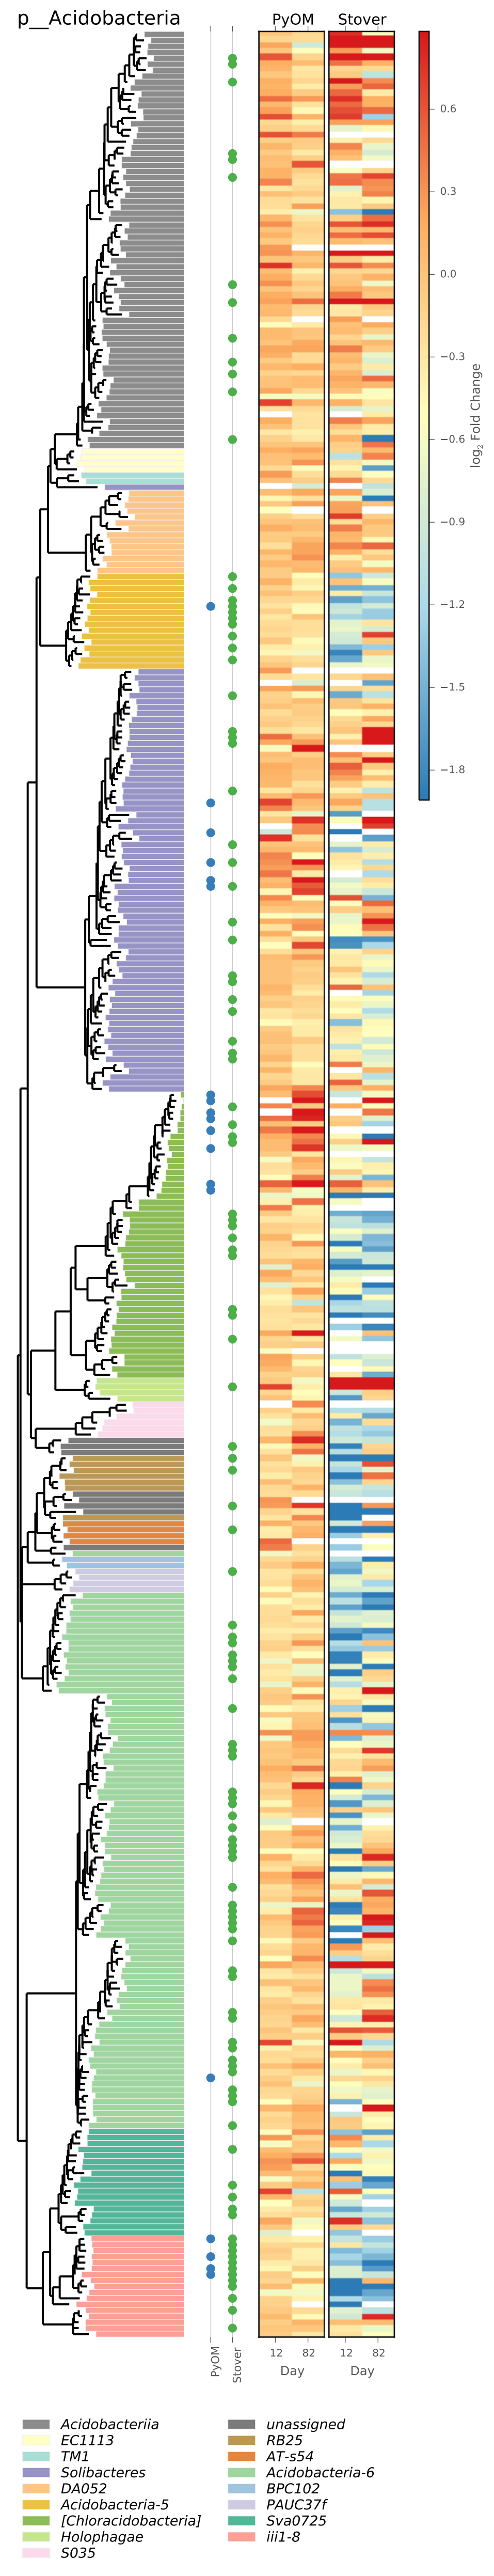 p__Acidobacteria
PyOM
Stover
0.6
0.3
0.0
−0.3
−0.6
−0.9
−1.2
−1.5
−1.8
log2 Fold Change
PyOM
Stover
12
82
12
82
Day
Day
Acidobacteriia
EC1113
TM1
Solibacteres
DA052
Acidobacteria-5
[Chloracidobacteria]
Holophagae
S035
unassigned
RB25
AT-s54
Acidobacteria-6
BPC102
PAUC37f
Sva0725
iii1-8